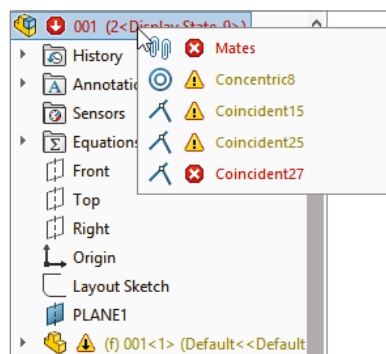 001 (2<Display State-9>)
Mates
Concentric8
Coincident15
Coincident25
Coincident27
History
Annotatio
Sensors
Equations
Front
Top
Right
Origin
Layout Sketch
PLANE1
(f) 001<1> (Default<<Default